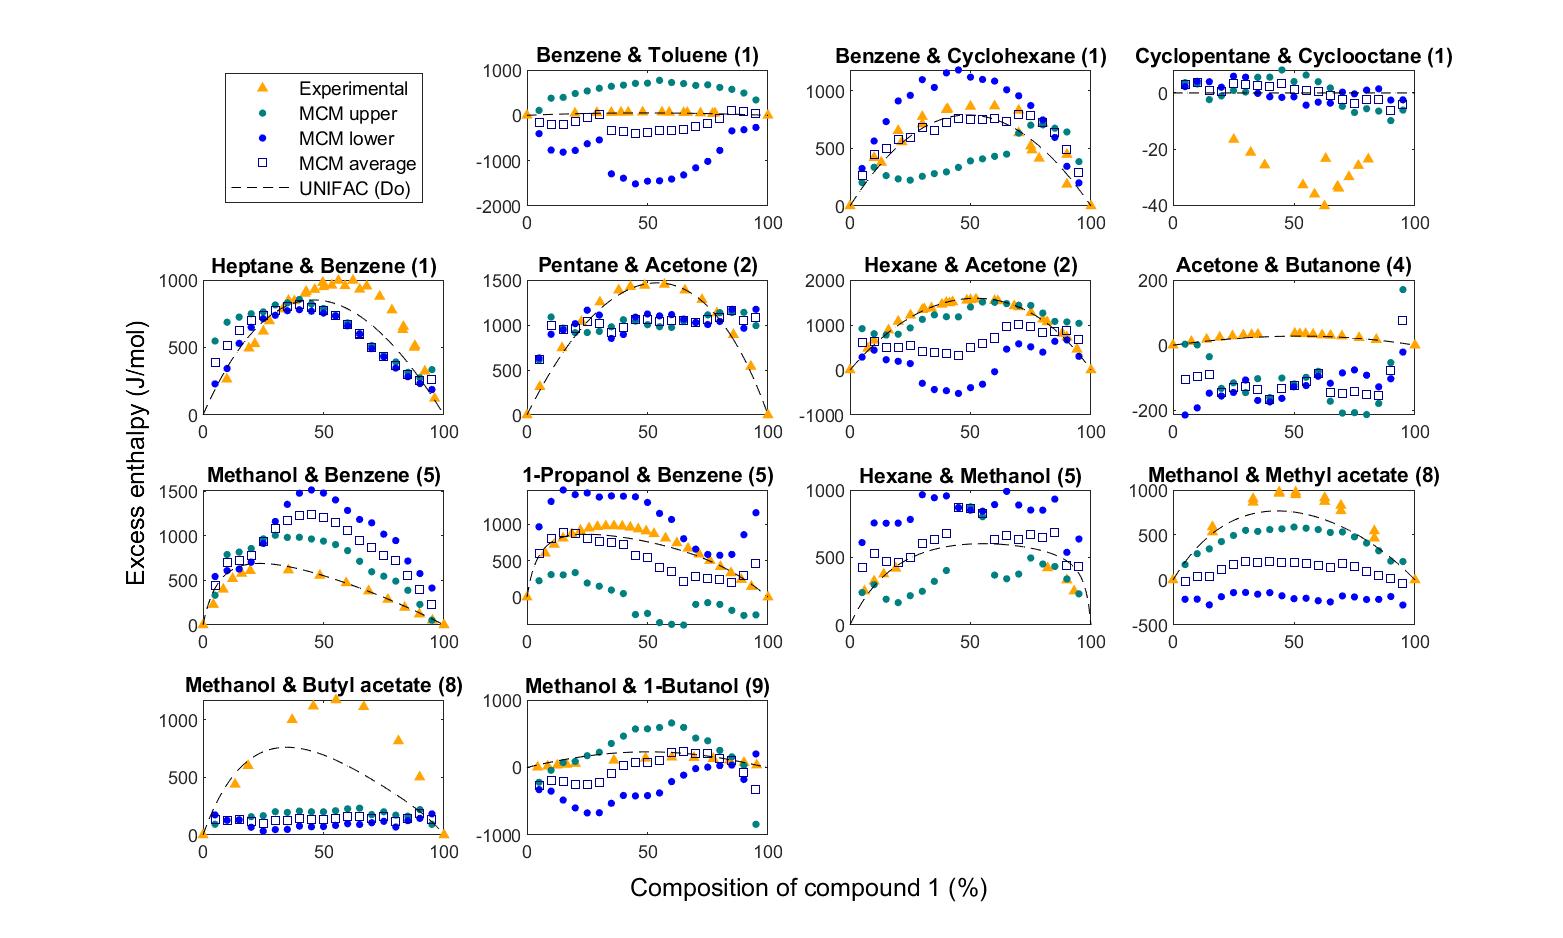 Experimental
MCM upper
MCM lower
MCM average
UNIFAC (Do)
Benzene & Toluene (1)
1000
0
-1000
-2000
0 50 100
Benzene & Cyclohexane (1)
1000
500
0
0 50 100
Cyclopentane & Cyclooctane (1)
0
-20
-40
0 50 100
Heptane & Benzene (1)
1000
500
0
0 50 100
Pentane & Acetone (2)
1500
1000
500
0
0 50 100
Hexane & Acetone (2)
2000
1000
0
-1000
0 50 100
Acetone & Butanone (4)
200
0
-200
0 50 100
Methanol & Benzene (5)
1500
1000
500
0
0 50 100
1-Propanol & Benzene (5)
1000
500
0
0 50 100
Hexane & Methanol (5)
1000
500
0
0 50 100
Methanol & Methyl acetate (8)
1000
500
0
-500
0 50 100
Methanol & Butyl acetate (8)
1000
500
0
0 50 100
Methanol & 1-Butanol (9)
1000
0
-1000
0 50 100
Excess enthalpy (J/mol)
Composition of compound 1 (%)